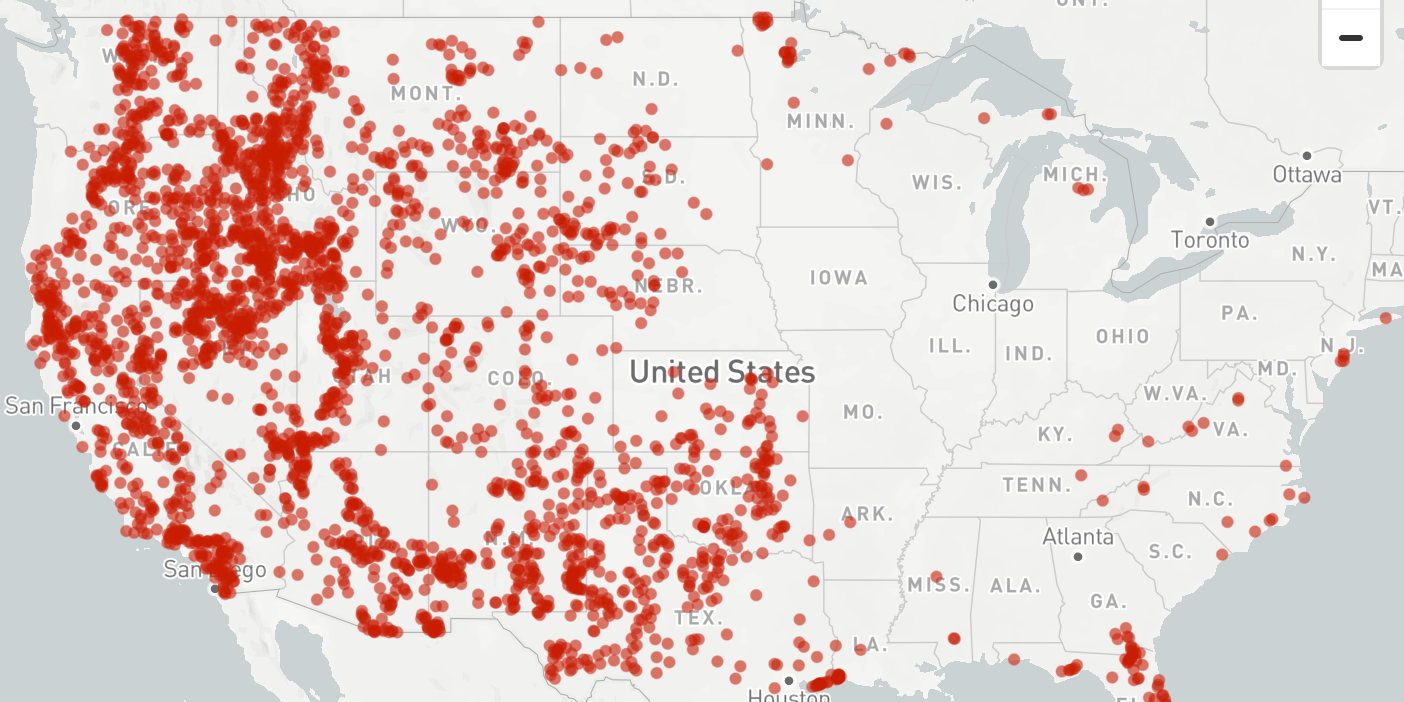 ONT.
N.D.
MONT.
MINN.
Ottawa
MICH.
WIS.
S.D.
VT.
ORE.
WYO.
Toronto
N.Y.
MA
IOWA
NEBR.
Chicago
PA.
OHIO
ILL.
IND.
N.J.
United States
MD.
UTAH
COLO.
W.VA.
San Francisco
MO.
VA.
KY.
CALIF.
TENN.
OKLA.
N.C.
ARK.
Atlanta
N.M.
S.C.
San Diego
MISS.
ALA.
GA.
TEX.
LA.
Houston